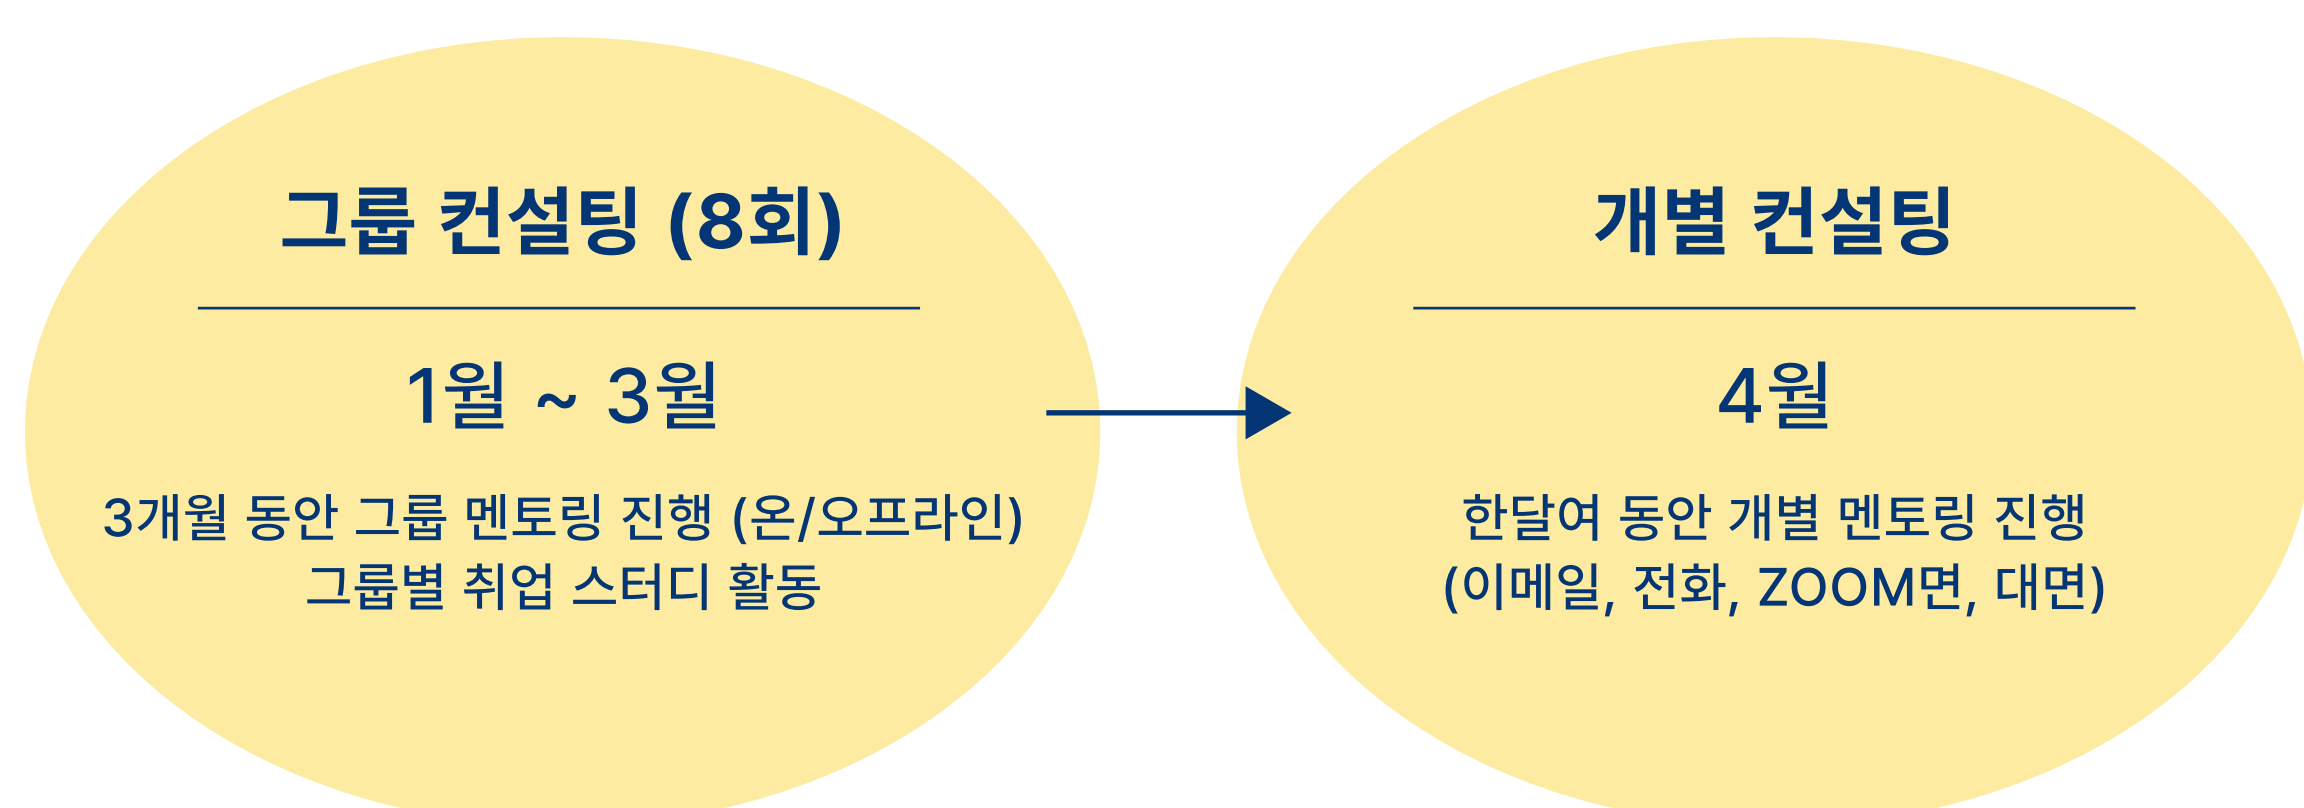 그룹 컨설팅 (8회)
1월 ~ 3월
3개월 동안 그룹 멘토링 진행 (온/오프라인)
그룹별 취업 스터디 활동
개별 컨설팅
4월
한달여 동안 개별 멘토링 진행
(이메일, 전화, ZOOM면, 대면)